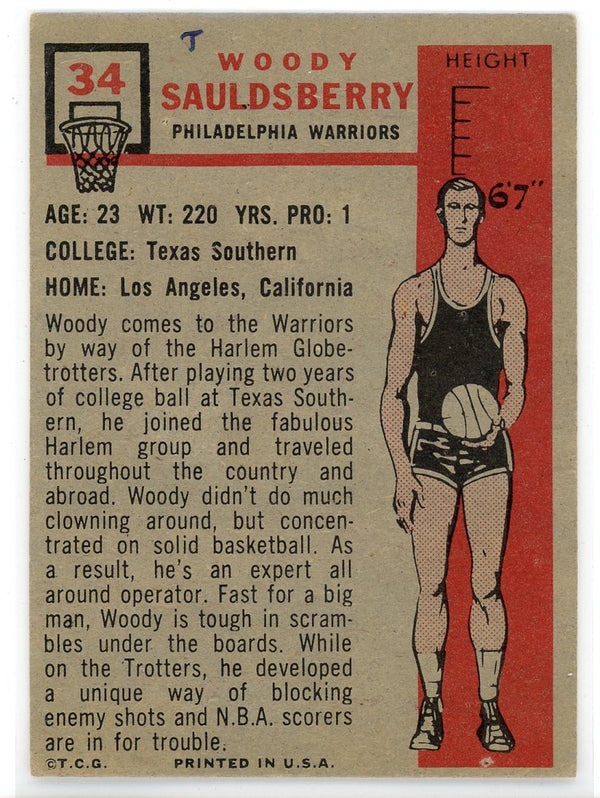 T
34
WOODY
SAULDSBERRY
PHILADELPHIA WARRIORS
HEIGHT
6'7"
AGE: 23 WT: 220 YRS. PRO: 1
COLLEGE: Texas Southern
HOME: Los Angeles, California
Woody comes to the Warriors
by way of the Harlem Globe-
trotters. After playing two years
of college ball at Texas South-
ern, he joined the fabulous
Harlem group and traveled
throughout the country and
abroad. Woody didn't do much
clowning around, but concen-
trated on solid basketball. As
a result, he's an expert all
around operator. Fast for a big
man, Woody is tough in scram-
bles under the boards. While
on the Trotters, he developed
a unique way of blocking
enemy shots and N.B.A. scorers
are in for trouble.
©T.C.G. PRINTED IN U.S.A.